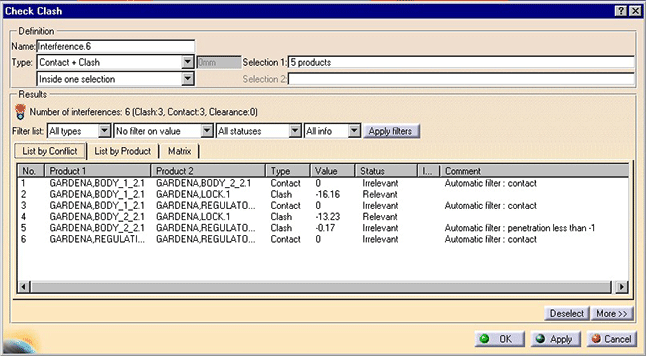 Check Clash
Definition
Name: Interference.6
Type: Contact + Clash 0mm Selection 1: 5 products
Inside one selection Selection 2:
Results
Number of interferences: 6 (Clash:3, Contact:3, Clearance:0)
Filter list: All types No filter on value All statuses All info Apply filters
List by Conflict List by Product Matrix
No. Product 1 Product 2 Type Value Status I... Comment
1 GARDENA,BODY_1_2.1 GARDENA,BODY_2_2.1 Contact 0 Irrelevant Automatic filter : contact
2 GARDENA,BODY_1_2.1 GARDENA,LOCK.1 Clash -16.16 Relevant
3 GARDENA,BODY_1_2.1 GARDENA,REGULATO... Contact 0 Irrelevant Automatic filter : contact
4 GARDENA,BODY_2_2.1 GARDENA,LOCK.1 Clash -13.23 Relevant
5 GARDENA,BODY_2_2.1 GARDENA,REGULATO... Clash -0.17 Irrelevant Automatic filter : penetration less than -1
6 GARDENA,REGULATI... GARDENA,REGULATO... Contact 0 Irrelevant Automatic filter : contact
Deselect More >>
OK Apply Cancel